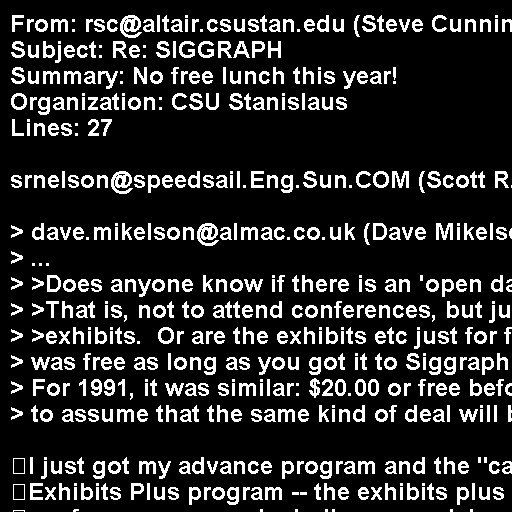 From: rsc@altair.csustan.edu (Steve Cunnin
Subject: Re: SIGGRAPH
Summary: No free lunch this year!
Organization: CSU Stanislaus
Lines: 27

srnelson@speedsail.Eng.Sun.COM (Scott R.

> dave.mikelson@almac.co.uk (Dave Mikels
> ...
> >Does anyone know if there is an 'open da
> >That is, not to attend conferences, but ju
> >exhibits.  Or are the exhibits etc just for f
> was free as long as you got it to Siggraph
> For 1991, it was similar: $20.00 or free befo
> to assume that the same kind of deal will b

I just got my advance program and the "ca
Exhibits Plus program -- the exhibits plus